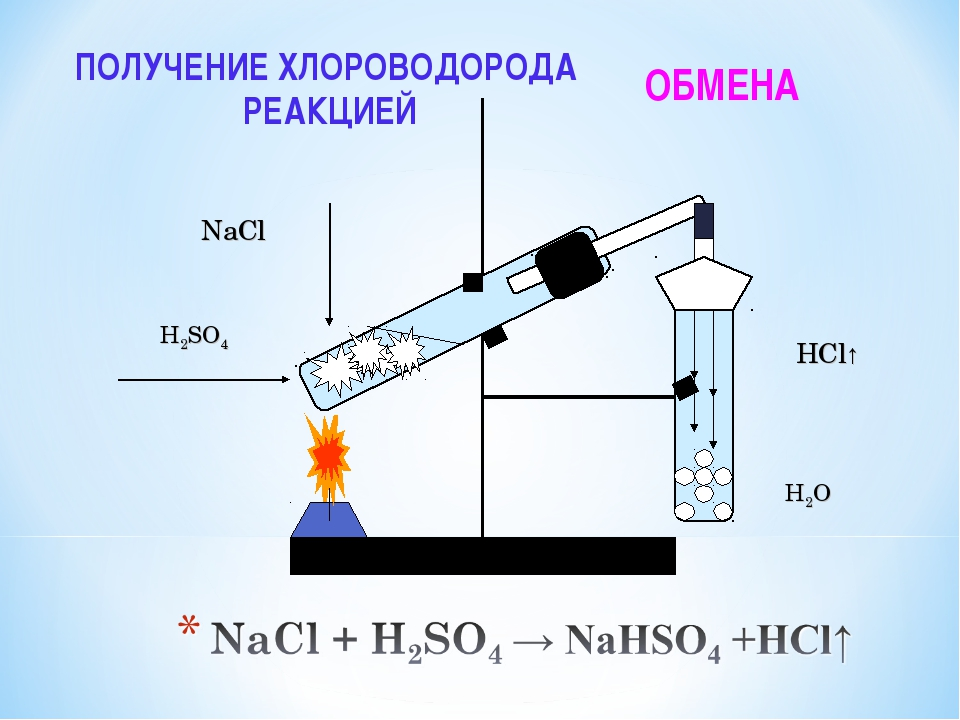 ПОЛУЧЕНИЕ ХЛОРОВОДОРОДА
РЕАКЦИЕЙ
ОБМЕНА
NaCl
H₂SO₄
HCl↑
H₂O
* NaCl + H₂SO₄ → NaHSO₄ +HCl↑